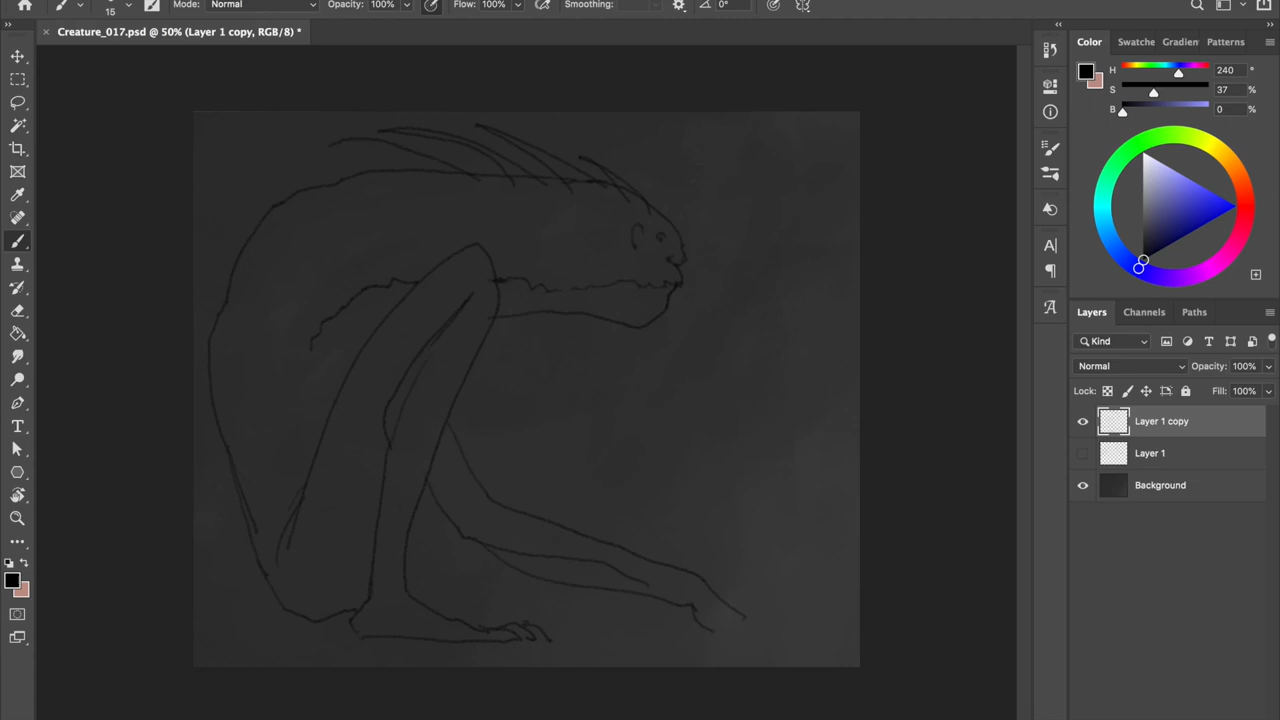 15 Mode: Normal Opacity: 100% Flow: 100% Smoothing: 0°
× Creature_017.psd @ 50% (Layer 1 copy, RGB/8) *
Color Swatche Gradien Patterns
H 240 °
S 37 %
B 0 %
Layers Channels Paths
Kind
Normal Opacity: 100%
Lock: Fill: 100%
Layer 1 copy
Layer 1
Background